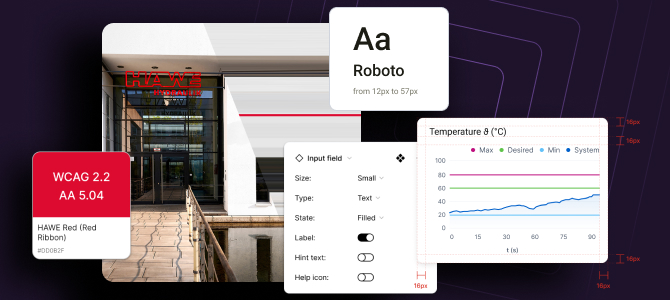 HAWE
Aa
Roboto
from 12px to 57px
WCAG 2.2
AA 5.04
HAWE Red (Red
Ribbon)
#DD0B2F
Input field
Size:
Small
Type:
Text
State:
Filled
Label:
Hint text:
Help icon:
Temperature ϑ (°C)
Max
Desired
Min
System
100
80
60
40
20
0
0
15
30
60
75
90
t (s)
16px
16px
16px
16px
16px